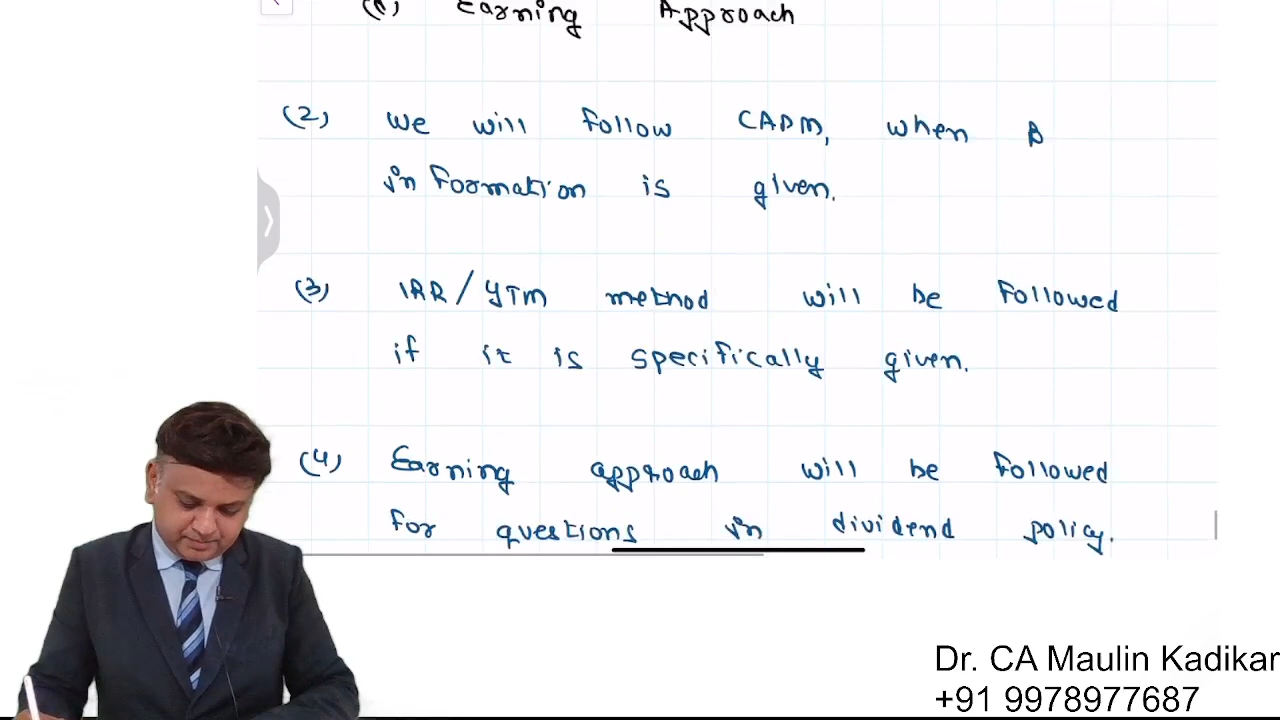 Earning Approach
(2) We will follow CAPM, when β
information is given.
(3) IRR/YTM method will be followed
if it is specifically given.
(4) Earning approach will be followed
for questions in dividend policy.
Dr. CA Maulin Kadikar
+91 9978977687